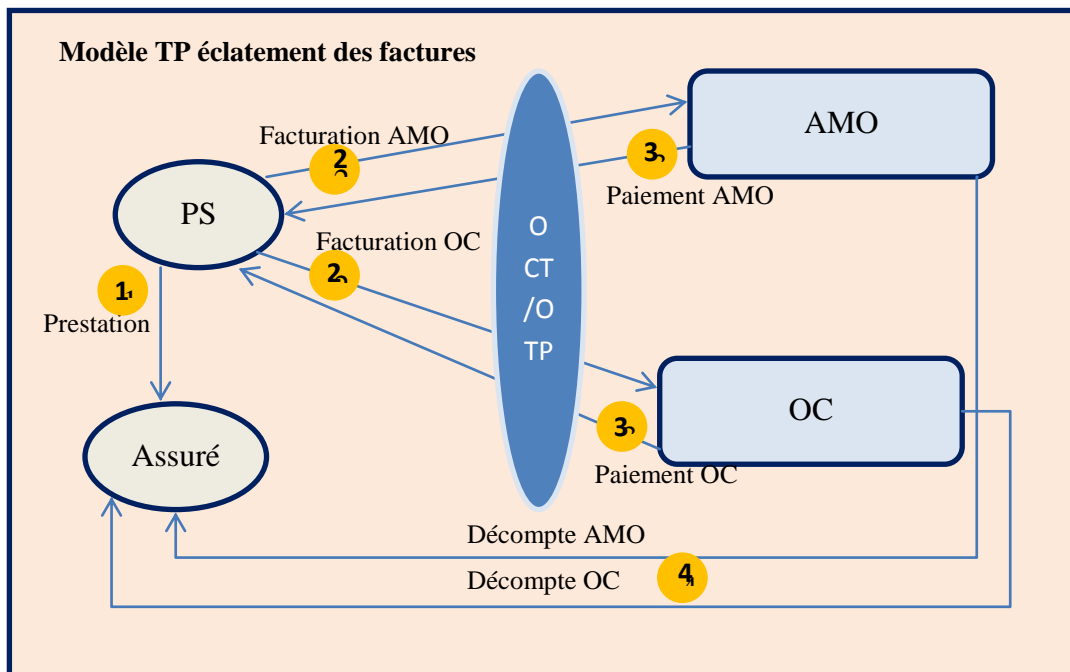 Modèle TP éclatement des factures
AMO
Facturation AMO
2
3
Paiement AMO
PS
Facturation OC
2
1
Prestation
O
CT
/O
TP
OC
3
Paiement OC
Assuré
Décompte AMO
Décompte OC
4